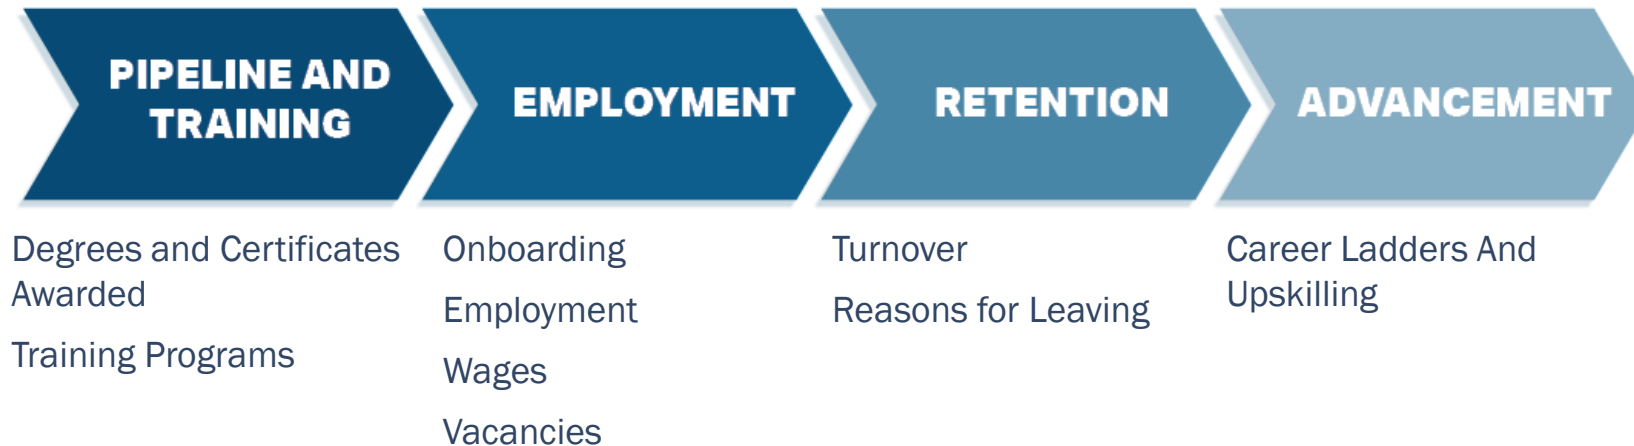 PIPELINE AND
TRAINING
EMPLOYMENT
RETENTION
ADVANCEMENT
Degrees and Certificates
Awarded
Training Programs
Onboarding
Employment
Wages
Vacancies
Turnover
Reasons for Leaving
Career Ladders And
Upskilling